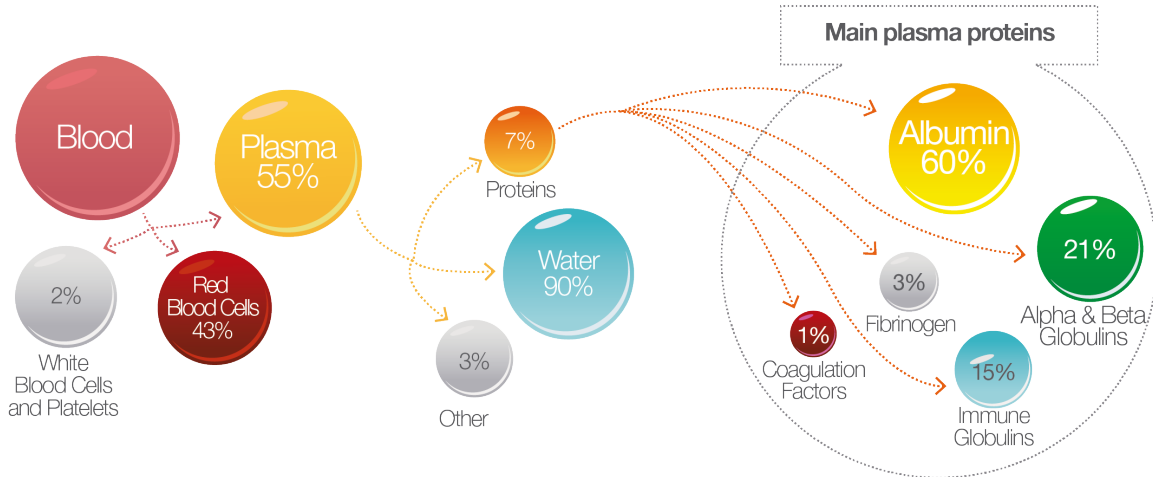 Blood
Plasma
55%
2%
White
Blood Cells
and Platelets
Red
Blood Cells
43%
7%
Proteins
Water
90%
3%
Other
Main plasma proteins
Albumin
60%
21%
Alpha & Beta
Globulins
3%
Fibrinogen
1%
Coagulation
Factors
15%
Immune
Globulins